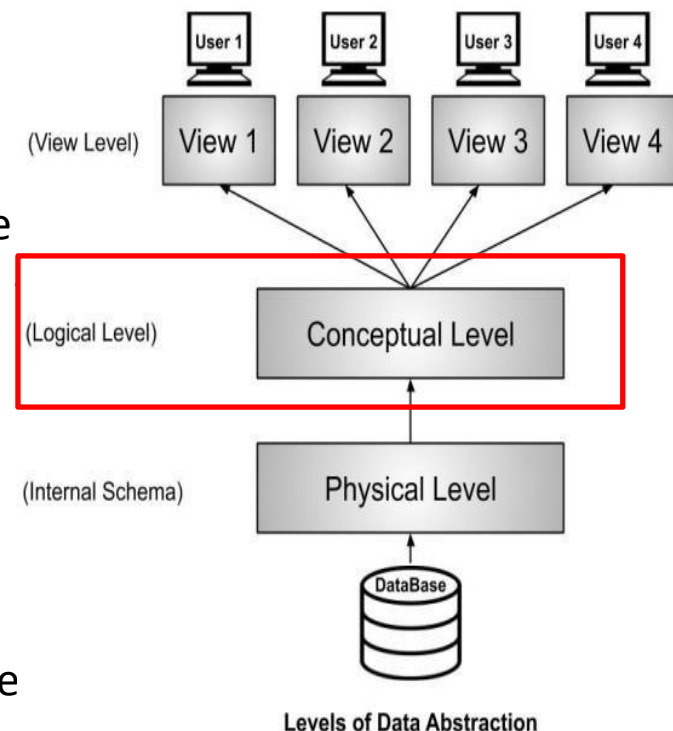 User 1 User 2 User 3 User 4
(View Level) View 1 View 2 View 3 View 4
e
(Logical Level) Conceptual Level
(Internal Schema) Physical Level
DataBase
e
Levels of Data Abstraction